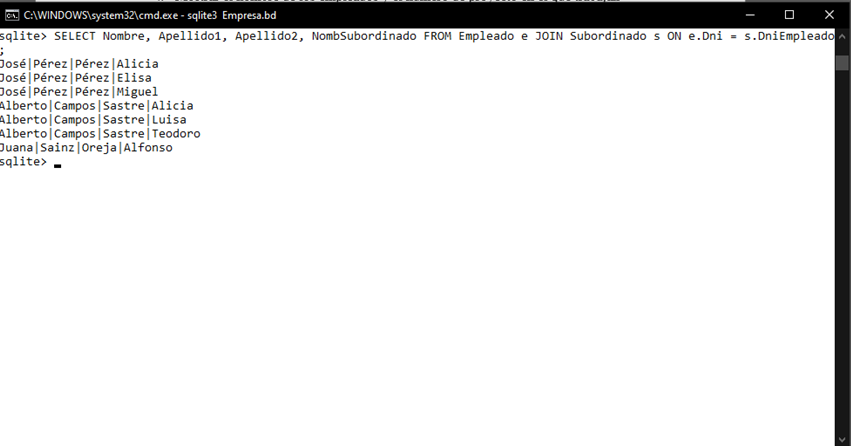 C:\WINDOWS\system32\cmd.exe - sqlite3 Empresa.bd
sqlite> SELECT Nombre, Apellido1, Apellido2, NombSubordinado FROM Empleado e JOIN Subordinado s ON e.Dni = s.DniEmpleado
;
José|Pérez|Pérez|Alicia
José|Pérez|Pérez|Elisa
José|Pérez|Pérez|Miguel
Alberto|Campos|Sastre|Alicia
Alberto|Campos|Sastre|Luisa
Alberto|Campos|Sastre|Teodoro
Juana|Sainz|Oreja|Alfonso
sqlite>